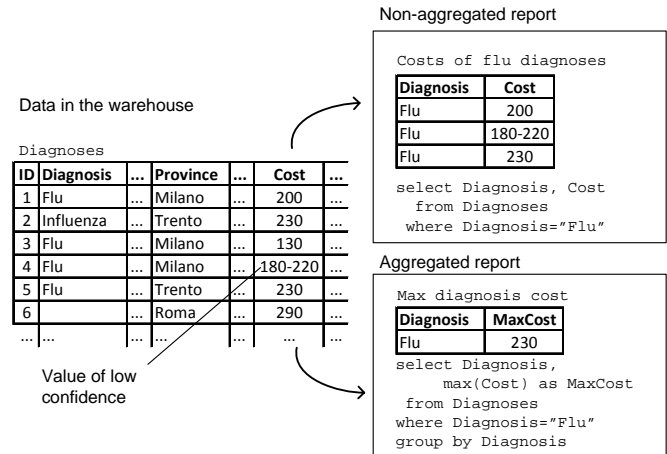 Non-aggregated report
Costs of flu diagnoses
Diagnosis Cost
Flu 200
Flu 180-220
Flu 230
select Diagnosis, Cost
from Diagnoses
where Diagnosis=”Flu”
Data in the warehouse
Diagnoses
ID Diagnosis ... Province ... Cost ...
1 Flu ... Milano ... 200 ...
2 Influenza ... Trento ... 230 ...
3 Flu ... Milano ... 130 ...
4 Flu ... Milano ... 180-220 ...
5 Flu ... Trento ... 230 ...
6 ... Roma ... 290 ...
... ... ... ... ... ... ...
Value of low
confidence
Aggregated report
Max diagnosis cost
Diagnosis MaxCost
Flu 230
select Diagnosis,
max(Cost) as MaxCost
from Diagnoses
where Diagnosis=”Flu”
group by Diagnosis